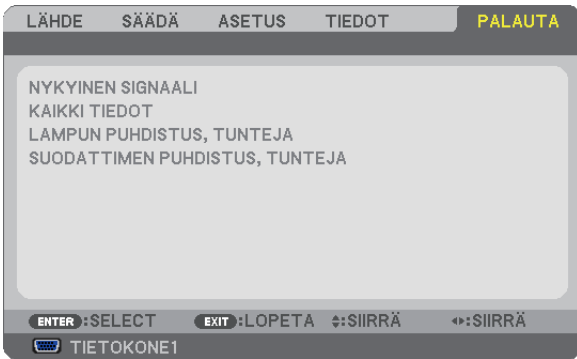 LÄHDE SÄÄDÄ ASETUS TIEDOT PALAUTA
NYKYINEN SIGNAALI
KAIKKI TIEDOT
LAMPUN PUHDISTUS, TUNTEJA
SUODATTIMEN PUHDISTUS, TUNTEJA
ENTER :SELECT EXIT :LOPETA :SIIRRÄ :SIIRRÄ
TIETOKONE1